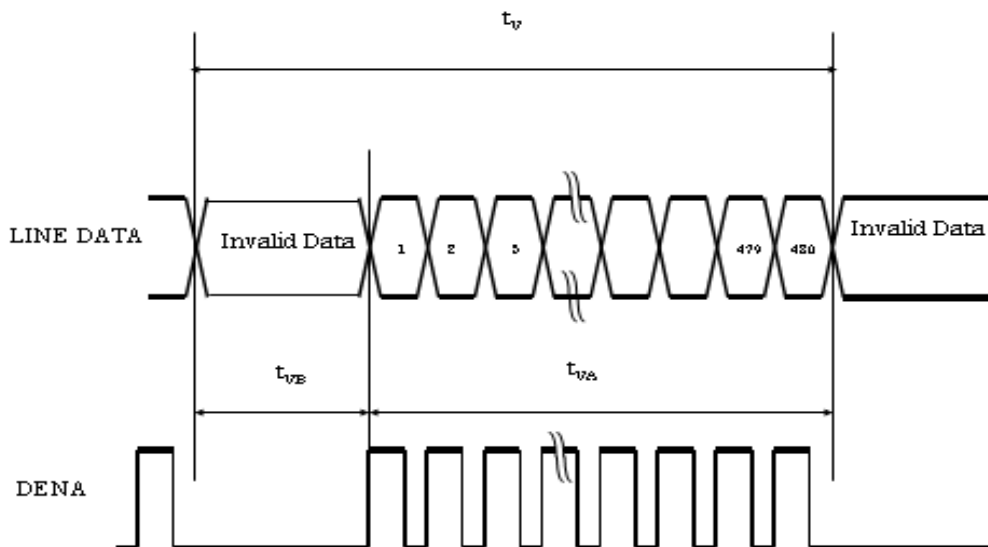 tV
LINE DATA
Invalid Data
1
2
3
479
480
Invalid Data
tVB
tVA
DENA